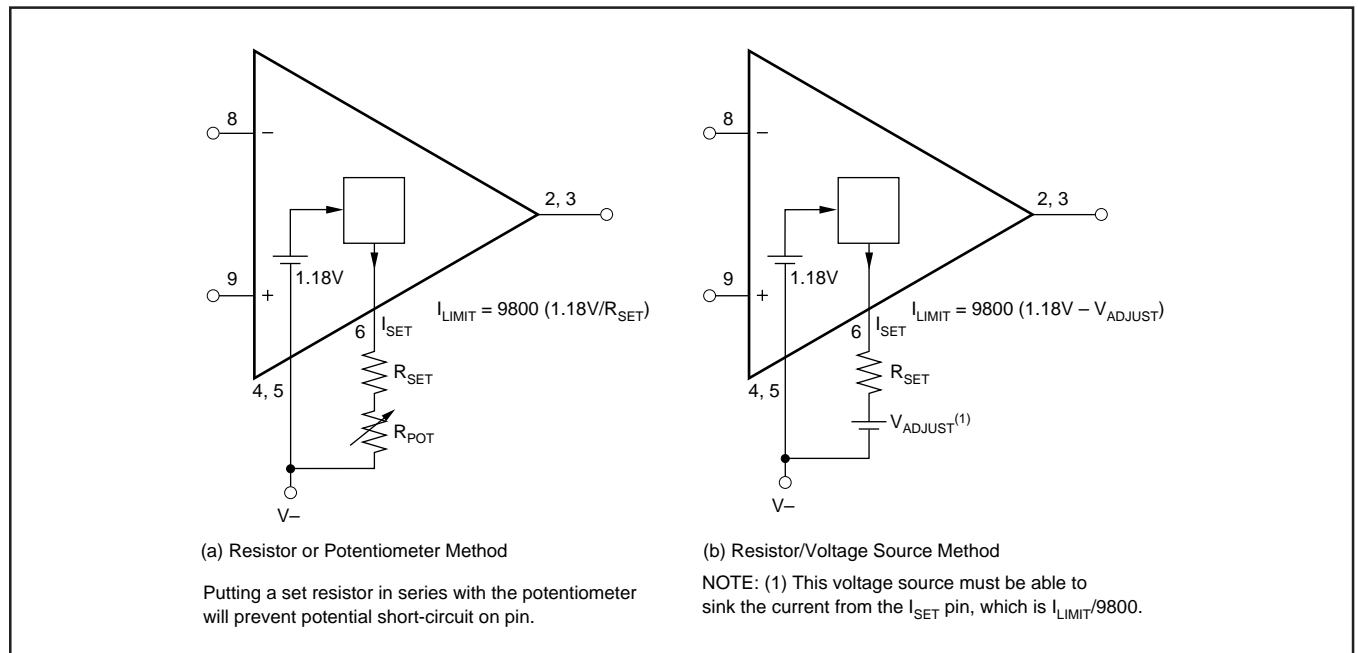 8
−
2, 3
9
+
1.18V
I_LIMIT = 9800 (1.18V/R_SET)
6
I_SET
4, 5
R_SET
R_POT
V–
(a) Resistor or Potentiometer Method
Putting a set resistor in series with the potentiometer
will prevent potential short-circuit on pin.
8
−
2, 3
9
+
1.18V
I_LIMIT = 9800 (1.18V – V_ADJUST)
6
I_SET
4, 5
R_SET
V_ADJUST(1)
V–
(b) Resistor/Voltage Source Method
NOTE: (1) This voltage source must be able to
sink the current from the I_SET pin, which is I_LIMIT/9800.